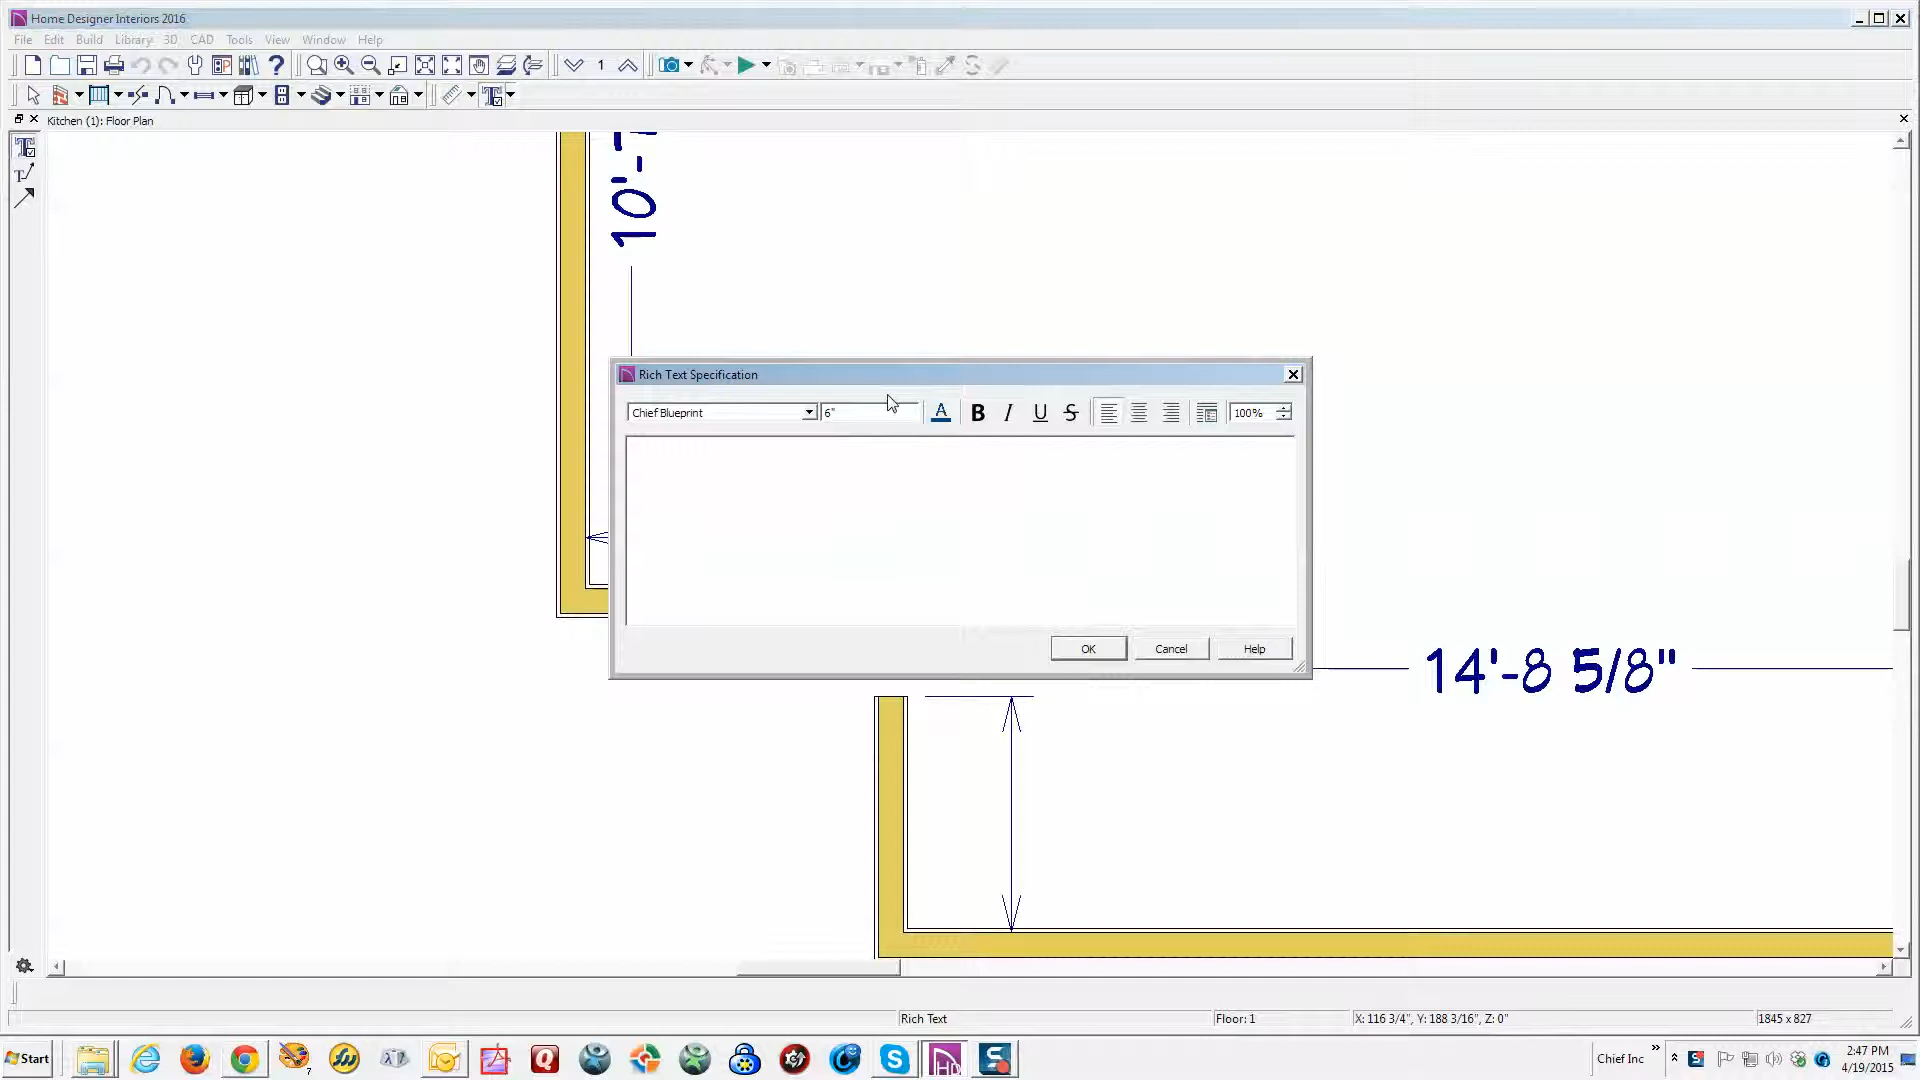 Home Designer Interiors 2016
File Edit Build Library 3D CAD Tools View Window Help
1
Kitchen (1): Floor Plan
Rich Text Specification
Chief Blueprint 6" A B I U S 100%
OK Cancel Help
14'-8 5/8"
Rich Text Floor: 1 X: 116 3/4", Y: 188 3/16", Z: 0" 1845 x 827
Start
Chief Inc
2:47 PM
4/19/2015